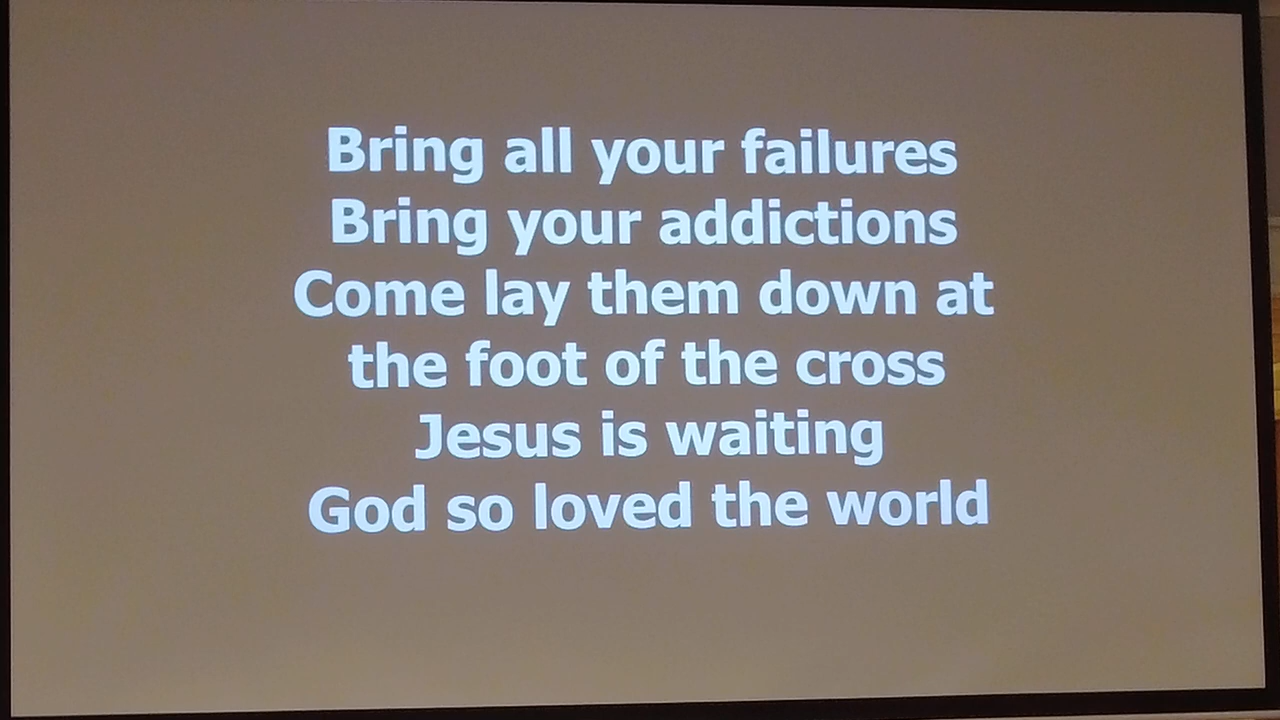 Bring all your failures
Bring your addictions
Come lay them down at
the foot of the cross
Jesus is waiting
God so loved the world